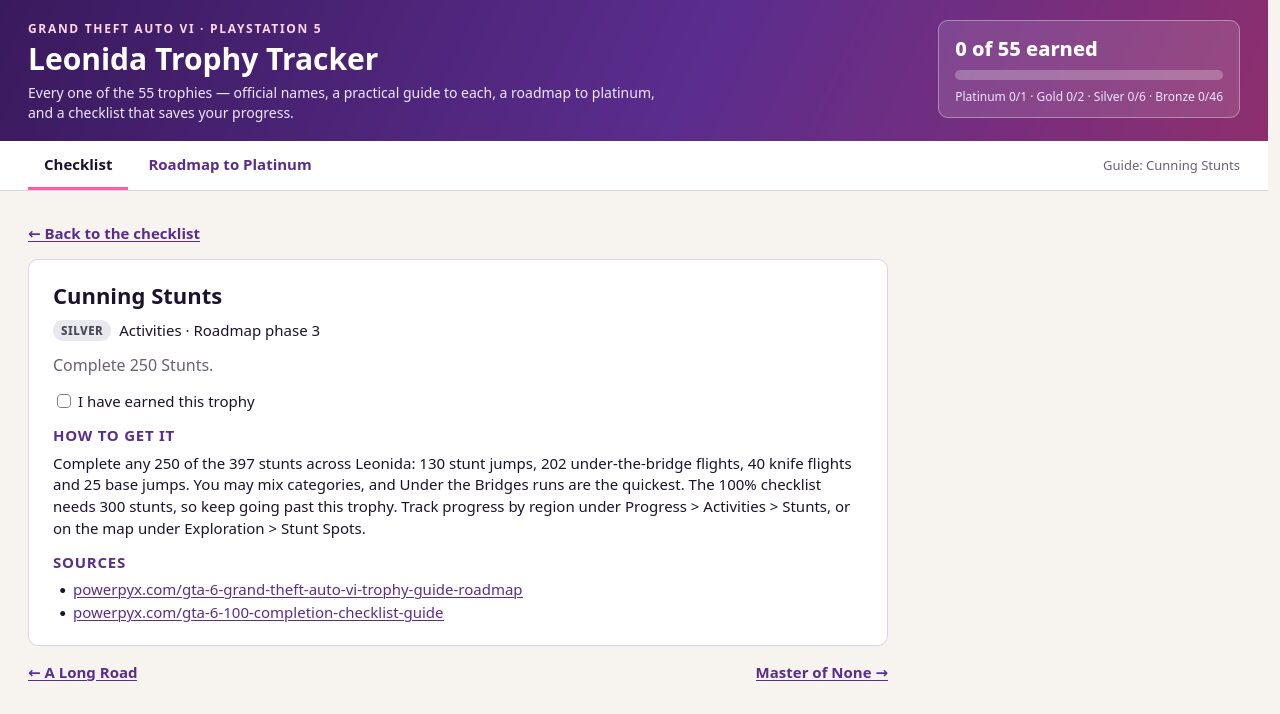 GRAND THEFT AUTO VI · PLAYSTATION 5
Leonida Trophy Tracker
Every one of the 55 trophies — official names, a practical guide to each, a roadmap to platinum,
and a checklist that saves your progress.
0 of 55 earned
Platinum 0/1 · Gold 0/2 · Silver 0/6 · Bronze 0/46
Checklist
Roadmap to Platinum
Guide: Cunning Stunts
← Back to the checklist
Cunning Stunts
SILVER Activities · Roadmap phase 3
Complete 250 Stunts.
I have earned this trophy
HOW TO GET IT
Complete any 250 of the 397 stunts across Leonida: 130 stunt jumps, 202 under-the-bridge flights, 40 knife flights
and 25 base jumps. You may mix categories, and Under the Bridges runs are the quickest. The 100% checklist
needs 300 stunts, so keep going past this trophy. Track progress by region under Progress > Activities > Stunts, or
on the map under Exploration > Stunt Spots.
SOURCES
• powerpyx.com/gta-6-grand-theft-auto-vi-trophy-guide-roadmap
• powerpyx.com/gta-6-100-completion-checklist-guide
← A Long Road
Master of None →